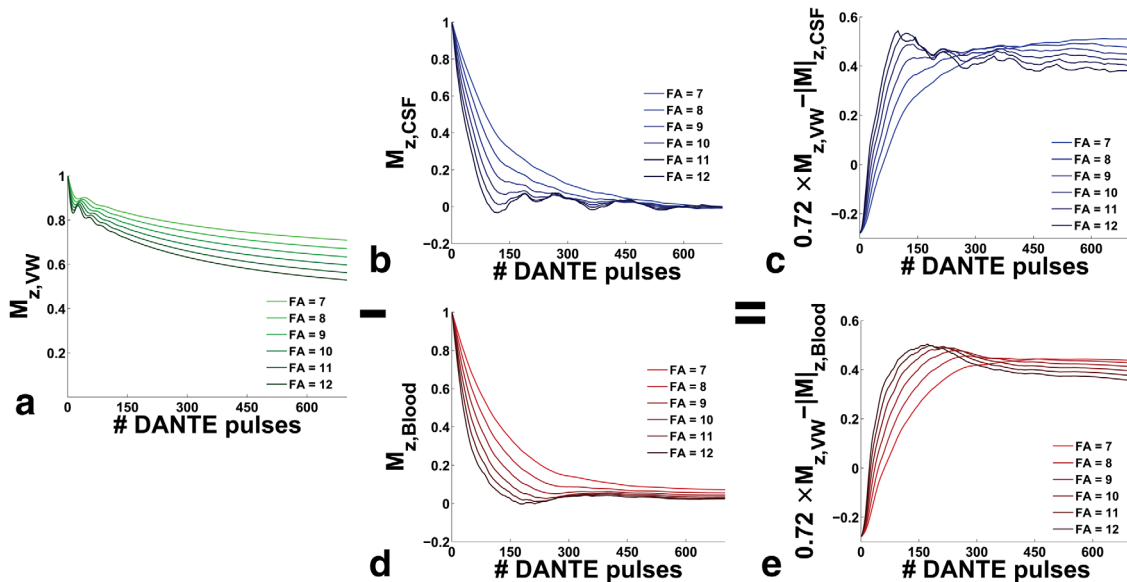 M_z,VW
1
0.8
0.6
0.4
0.2
0 150 300 450 600
# DANTE pulses
FA = 7
FA = 8
FA = 9
FA = 10
FA = 11
FA = 12
a
-
M_z,CSF
1
0.8
0.6
0.4
0.2
0
-0.2
0 150 300 450 600
# DANTE pulses
FA = 7
FA = 8
FA = 9
FA = 10
FA = 11
FA = 12
b
=
0.72 ×M_z,VW-|M|_z,CSF
0.6
0.4
0.2
0
-0.2
0 150 300 450 600
# DANTE pulses
FA = 7
FA = 8
FA = 9
FA = 10
FA = 11
FA = 12
c
M_z,Blood
1
0.8
0.6
0.4
0.2
0
-0.2
0 150 300 450 600
# DANTE pulses
FA = 7
FA = 8
FA = 9
FA = 10
FA = 11
FA = 12
d
0.72 ×M_z,VW-|M|_z,Blood
0.6
0.4
0.2
0
-0.2
0 150 300 450 600
# DANTE pulses
FA = 7
FA = 8
FA = 9
FA = 10
FA = 11
FA = 12
e